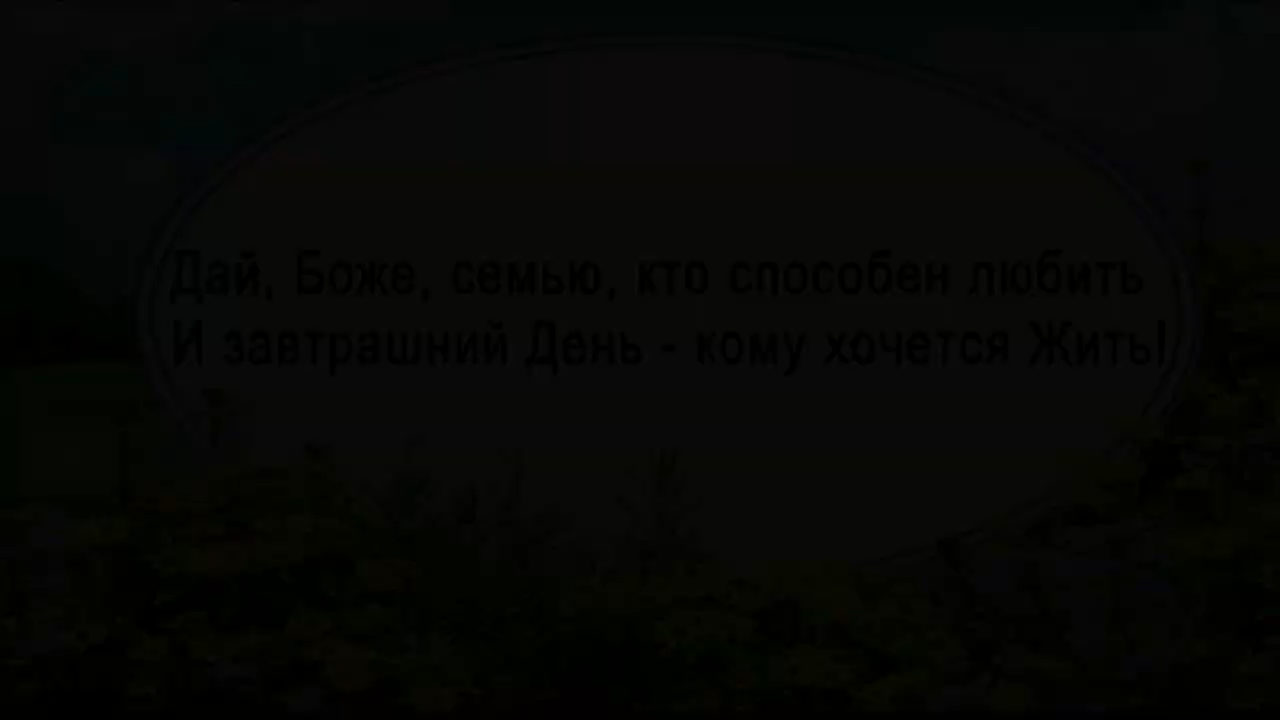 Дай, Боже, семью, кто способен любить
И завтрашний День - кому хочется Жить!